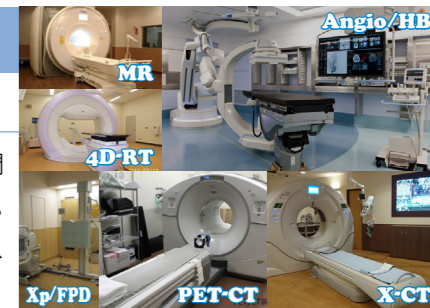 MR
Angio/HB
4D-RT
Xp/FPD
PET-CT
X-CT